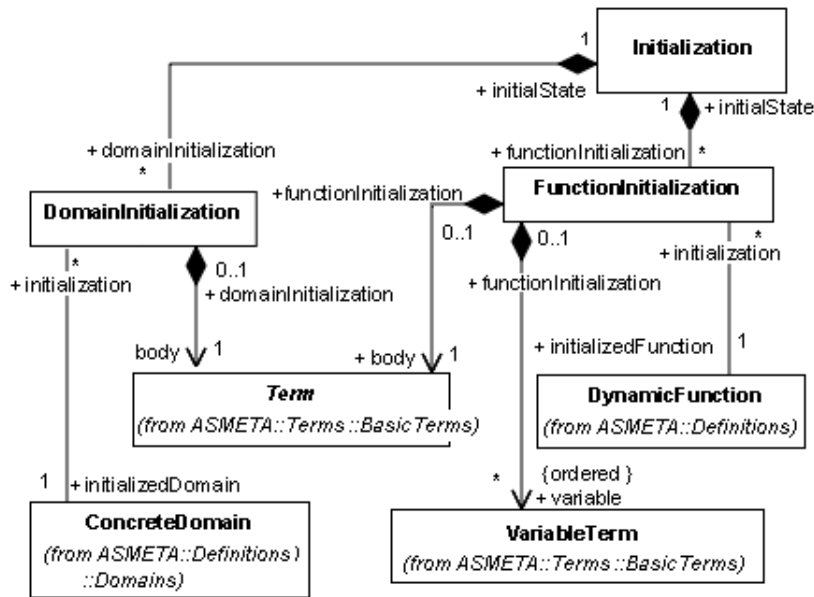 1
Initialization
+ initialState
1
+ initialState
+ domainInitialization
*
+ functionInitialization
*
DomainInitialization
+functionInitialization
FunctionInitialization
0..1
0..1
*
+ initialization
*
+ initialization
0..1
+ domainInitialization
+ functionInitialization
body
1
+ body
1
+ initializedFunction
1
Term
(from ASMETA::Terms::BasicTerms)
DynamicFunction
(from ASMETA::Definitions)
1
+ initializedDomain
*
{ordered }
+ variable
ConcreteDomain
(from ASMETA::Definitions)
::Domains)
VariableTerm
(from ASMETA::Terms::BasicTerms)